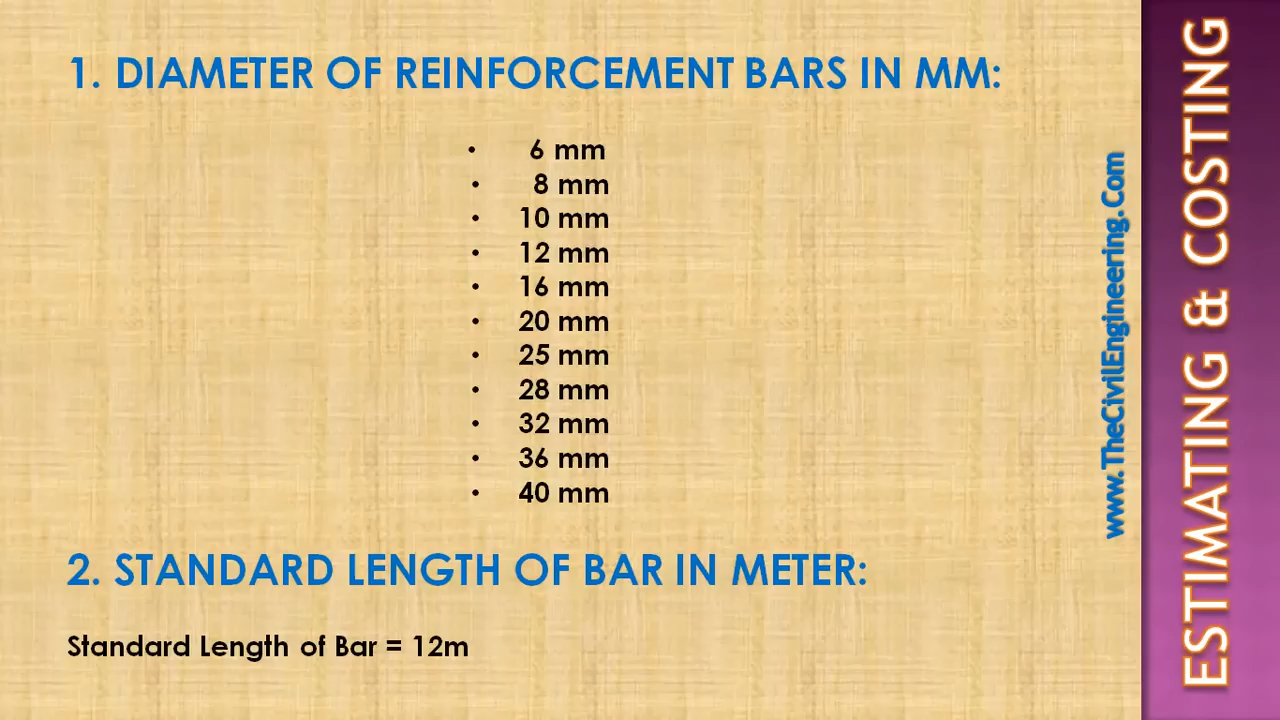 1. DIAMETER OF REINFORCEMENT BARS IN MM:
• 6 mm
• 8 mm
• 10 mm
• 12 mm
• 16 mm
• 20 mm
• 25 mm
• 28 mm
• 32 mm
• 36 mm
• 40 mm
2. STANDARD LENGTH OF BAR IN METER:
Standard Length of Bar = 12m
www.TheCivilEngineering.Com
ESTIMATING & COSTING